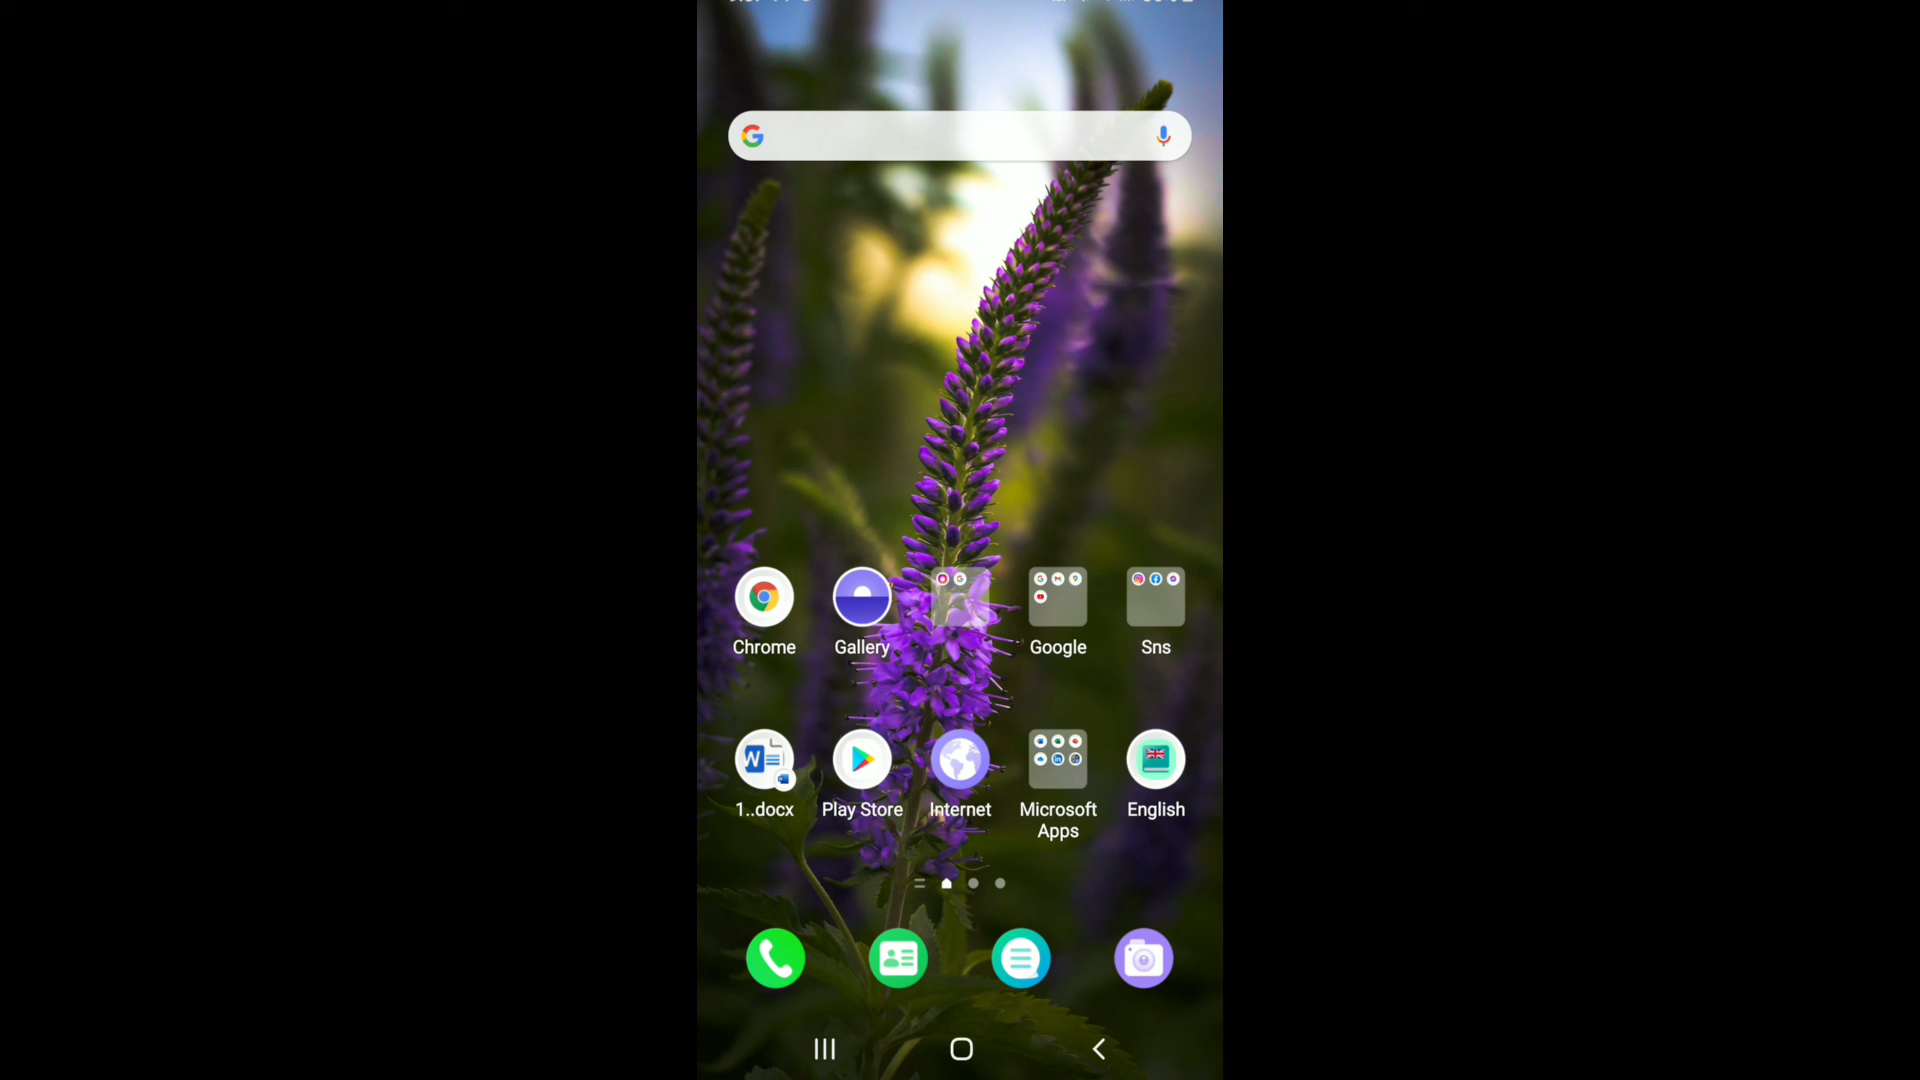 Chrome
Gallery
Google
Sns
1..docx
Play Store
Internet
Microsoft
Apps
English